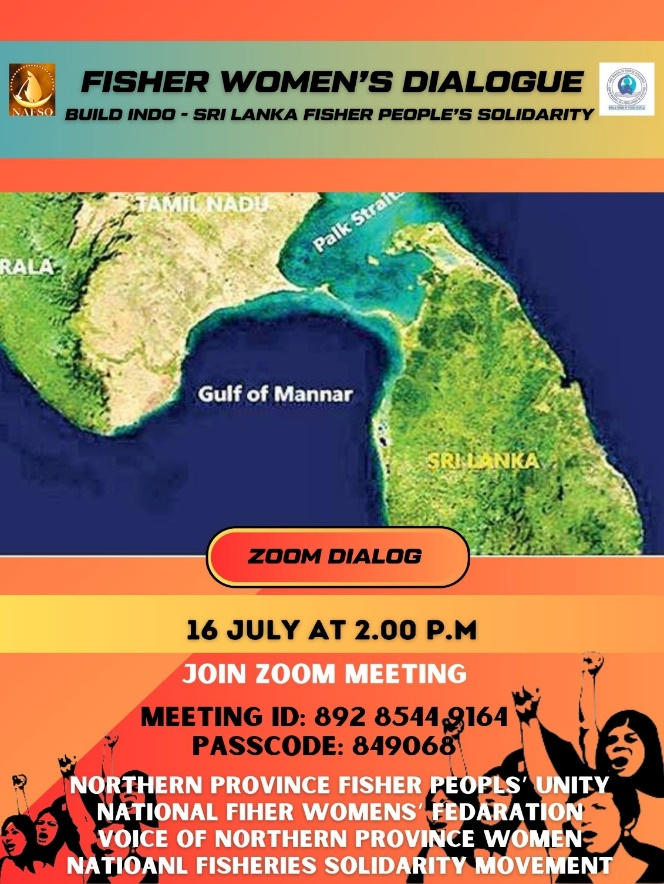 NAFSO
FISHER WOMEN'S DIALOGUE
BUILD INDO - SRI LANKA FISHER PEOPLE'S SOLIDARITY
TAMIL NADU
Palk Strait
RALA
Gulf of Mannar
SRI LANKA
ZOOM DIALOG
16 JULY AT 2.00 P.M
JOIN ZOOM MEETING
MEETING ID: 892 8544 9164
PASSCODE: 849068
NORTHERN PROVINCE FISHER PEOPLS' UNITY
NATIONAL FIHER WOMENS' FEDARATION
VOICE OF NORTHERN PROVINCE WOMEN
NATIOANL FISHERIES SOLIDARITY MOVEMENT